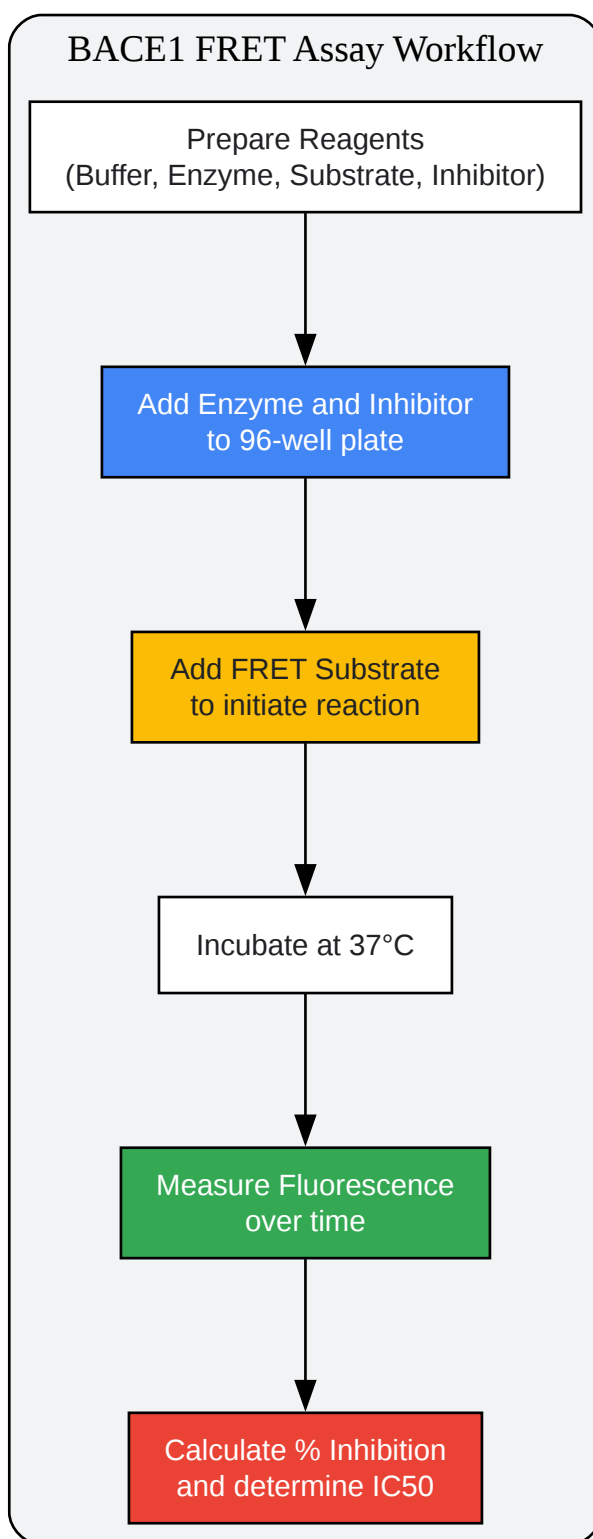 BACE1 FRET Assay Workflow
Prepare Reagents
(Buffer, Enzyme, Substrate, Inhibitor)
Add Enzyme and Inhibitor
to 96-well plate
Add FRET Substrate
to initiate reaction
Incubate at 37°C
Measure Fluorescence
over time
Calculate % Inhibition
and determine IC50